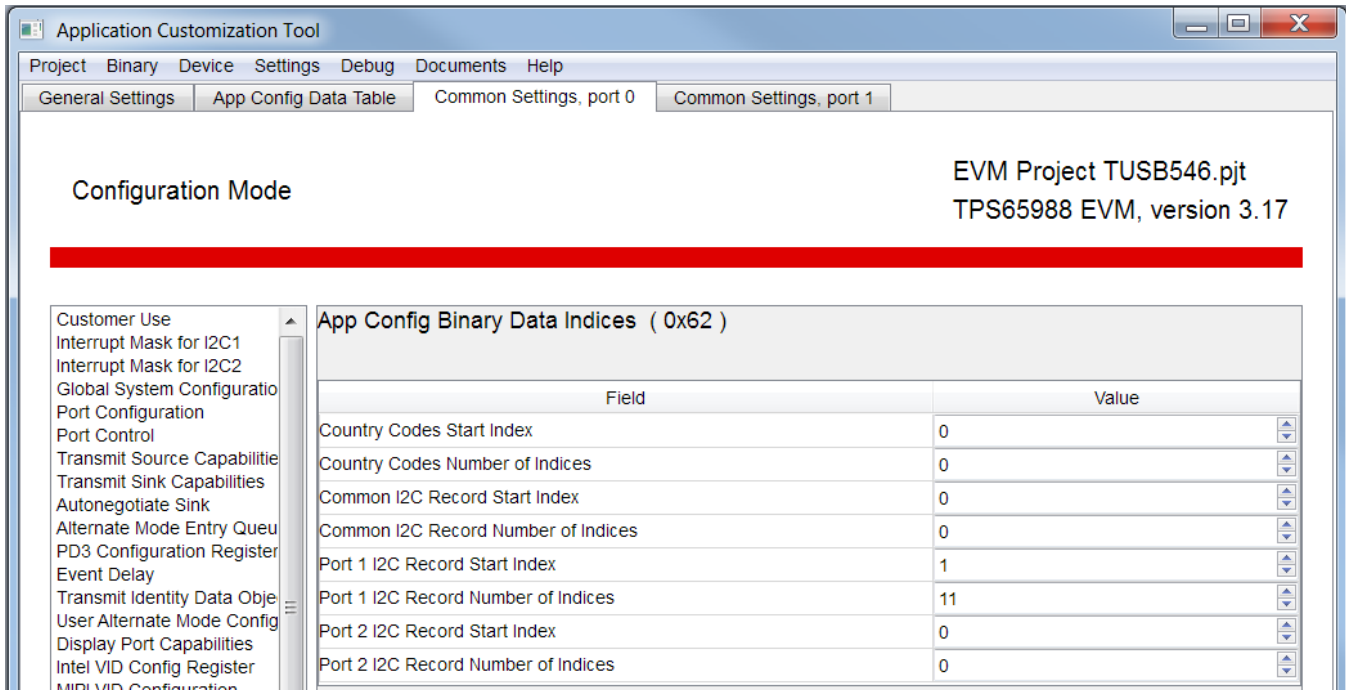 Application Customization Tool
Project Binary Device Settings Debug Documents Help
General Settings App Config Data Table Common Settings, port 0 Common Settings, port 1
Configuration Mode
EVM Project TUSB546.pjt
TPS65988 EVM, version 3.17
Customer Use
Interrupt Mask for I2C1
Interrupt Mask for I2C2
Global System Configuratio
Port Configuration
Port Control
Transmit Source Capabilitie
Transmit Sink Capabilities
Autonegotiate Sink
Alternate Mode Entry Queu
PD3 Configuration Register
Event Delay
Transmit Identity Data Obje
User Alternate Mode Config
Display Port Capabilities
Intel VID Config Register
MIPI VID Configuration
App Config Binary Data Indices ( 0x62 )
Field Value
Country Codes Start Index 0
Country Codes Number of Indices 0
Common I2C Record Start Index 0
Common I2C Record Number of Indices 0
Port 1 I2C Record Start Index 1
Port 1 I2C Record Number of Indices 11
Port 2 I2C Record Start Index 0
Port 2 I2C Record Number of Indices 0